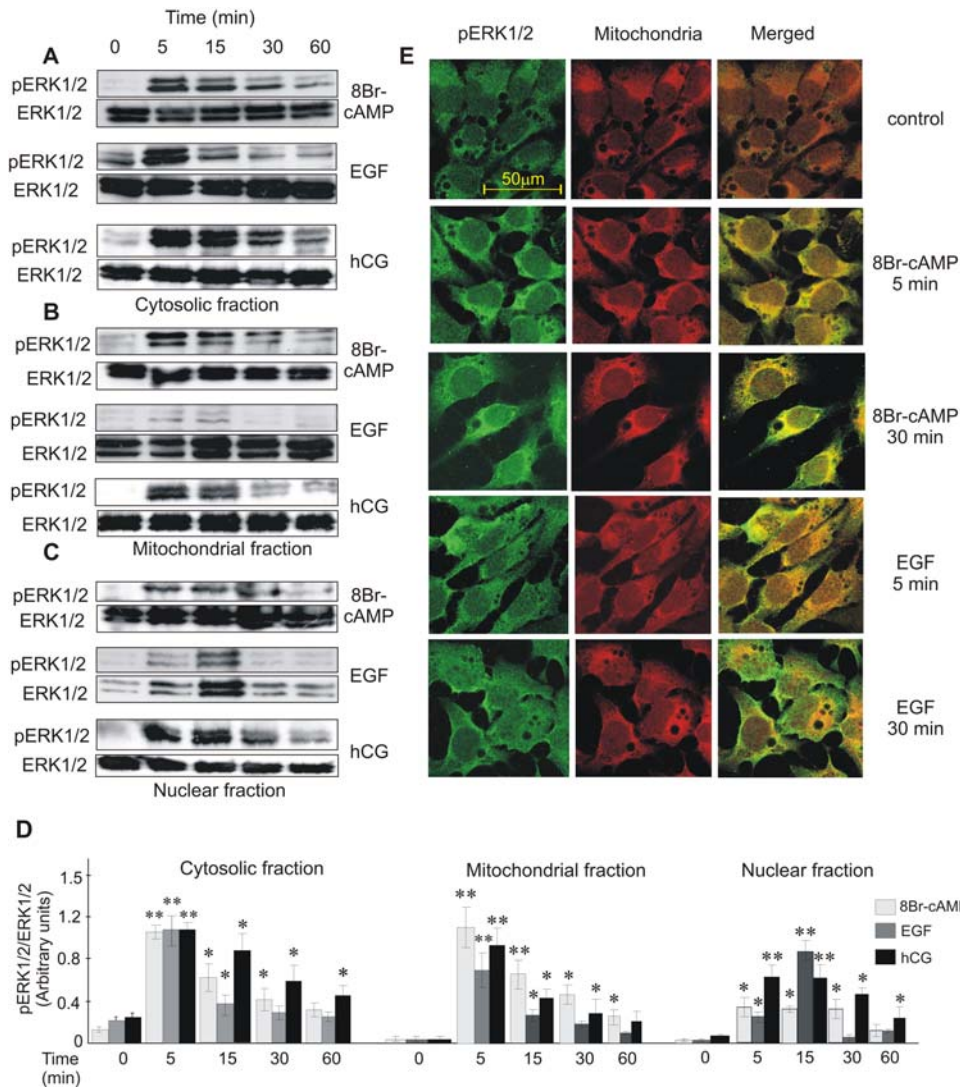 Time (min)
0 5 15 30 60
A
pERK1/2
ERK1/2
8Br-
cAMP
pERK1/2
ERK1/2
EGF
pERK1/2
ERK1/2
hCG
Cytosolic fraction
B
pERK1/2
ERK1/2
8Br-
cAMP
pERK1/2
ERK1/2
EGF
pERK1/2
ERK1/2
hCG
Mitochondrial fraction
C
pERK1/2
ERK1/2
8Br-
cAMP
pERK1/2
ERK1/2
EGF
pERK1/2
ERK1/2
hCG
Nuclear fraction
E
pERK1/2 Mitochondria Merged
50µm
control
8Br-cAMP
5 min
8Br-cAMP
30 min
EGF
5 min
EGF
30 min
D
Cytosolic fraction Mitochondrial fraction Nuclear fraction
pERK1/2/ERK1/2
(Arbitrary units)
1.5
1.2
0.8
0.4
0
** ** **
* * *
* *
*
** ** **
** * *
* *
*
* * **
* ** **
* *
*
8Br-cAM
EGF
hCG
Time
(min)
0 5 15 30 60 0 5 15 30 60 0 5 15 30 60